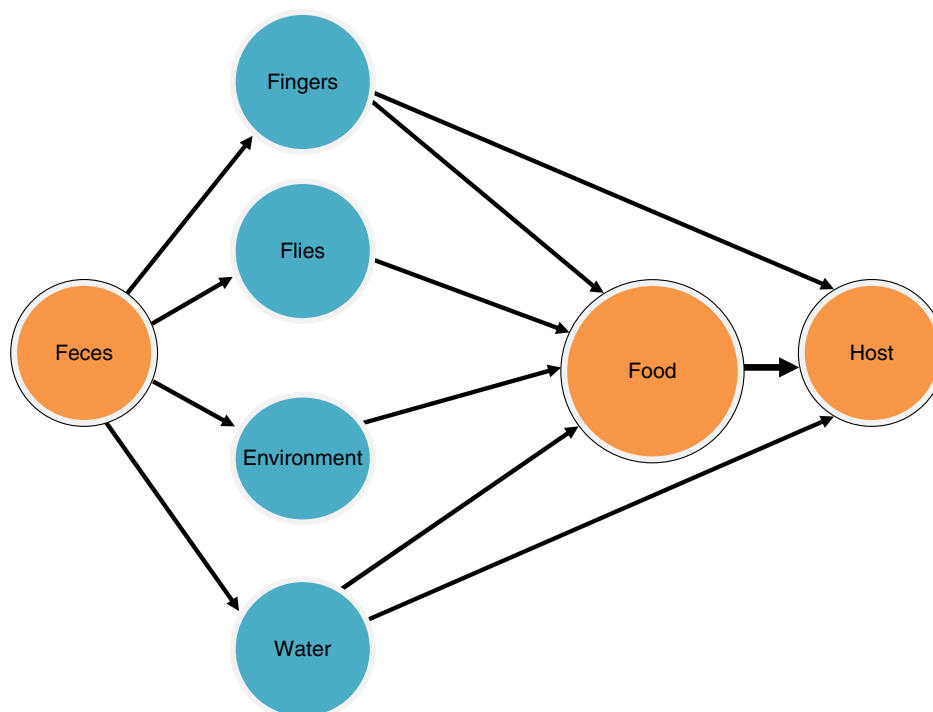 Fingers
Flies
Feces
Food
Host
Environment
Water